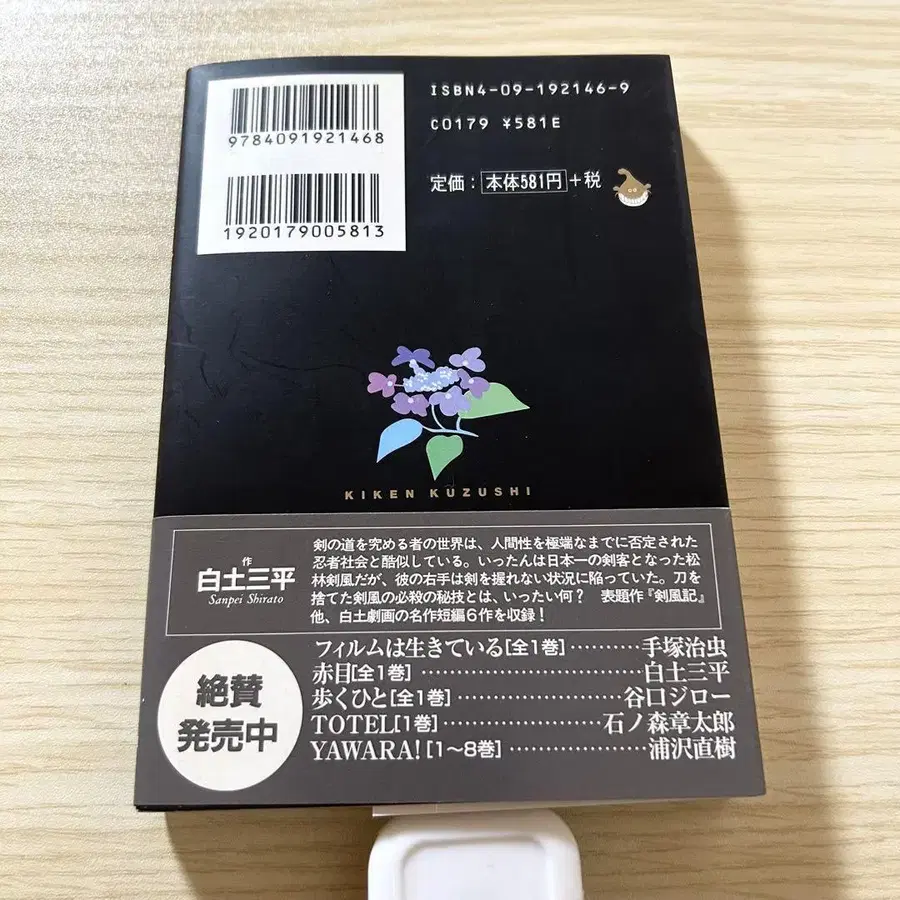 9784091921468
1920179005813
ISBN4-09-192146-9
C0179 ¥581E
定価：本体581円＋税
KIKEN KUZUSHI
作
白土三平
Sanpei Shirato
剣の道を究める者の世界は、人間性を極端なまでに否定された
忍者社会と酷似している。いったんは日本一の剣客となった松
林剣風だが、彼の右手は剣を握れない状況に陥っていた。刀を
捨てた剣風の必殺の秘技とは、いったい何？　表題作『剣風記』
他、白土劇画の名作短編６作を収録！
絶賛
発売中
フィルムは生きている[全1巻]………手塚治虫
赤目[全1巻]……………………白土三平
歩くひと[全1巻]…………………谷口ジロー
TOTEL[1巻]……………………石ノ森章太郎
YAWARA![1～8巻]………………浦沢直樹